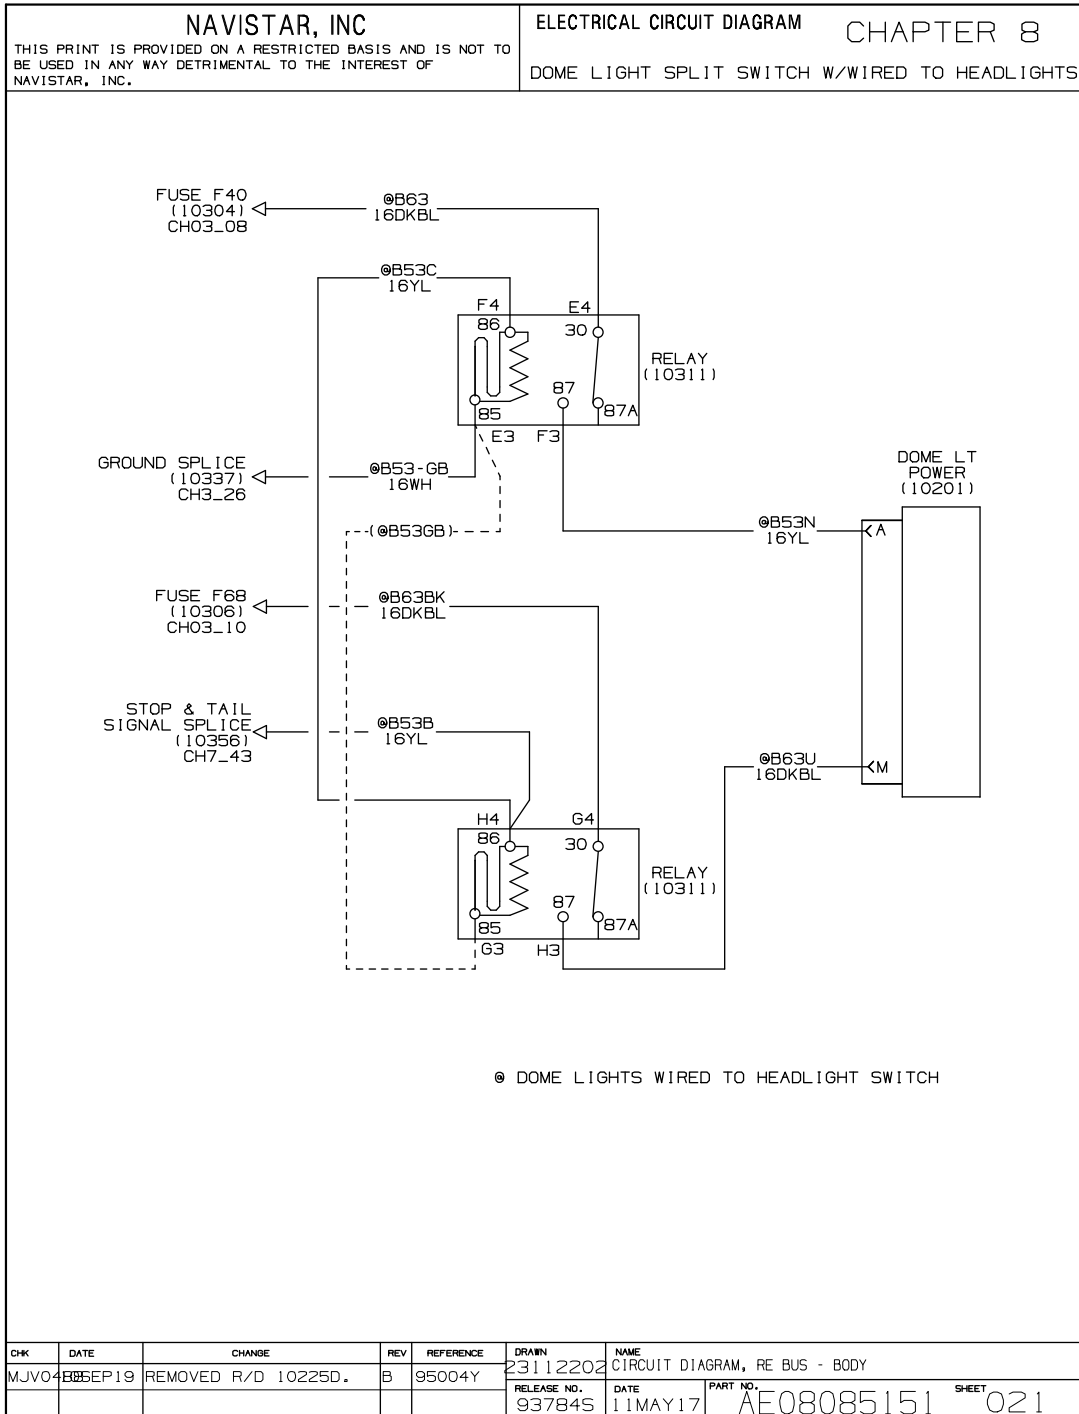 NAVISTAR, INC
THIS PRINT IS PROVIDED ON A RESTRICTED BASIS AND IS NOT TO
BE USED IN ANY WAY DETRIMENTAL TO THE INTEREST OF
NAVISTAR, INC.
ELECTRICAL CIRCUIT DIAGRAM
CHAPTER 8
DOME LIGHT SPLIT SWITCH W/WIRED TO HEADLIGHTS
FUSE F40
(10304)
CH03_08
@B63
16DKBL
@B53C
16YL
F4
E4
86
30
RELAY
(10311)
87
85
87A
E3
F3
GROUND SPLICE
(10337)
CH3_26
@B53-GB
16WH
(@B53GB)
DOME LT
POWER
(10201)
@B53N
16YL
A
FUSE F68
(10306)
CH03_10
@B63BK
16DKBL
STOP & TAIL
SIGNAL SPLICE
(10356)
CH7_43
@B53B
16YL
@B63U
16DKBL
M
H4
G4
86
30
RELAY
(10311)
87
85
87A
G3
H3
@ DOME LIGHTS WIRED TO HEADLIGHT SWITCH
CHK
DATE
CHANGE
REV
REFERENCE
MJV04
SEP19
REMOVED R/D 10225D.
B
95004Y
DRAWN
23112202
NAME
CIRCUIT DIAGRAM, RE BUS - BODY
RELEASE NO.
93784S
DATE
11MAY17
PART NO.
AE08085151
SHEET
021